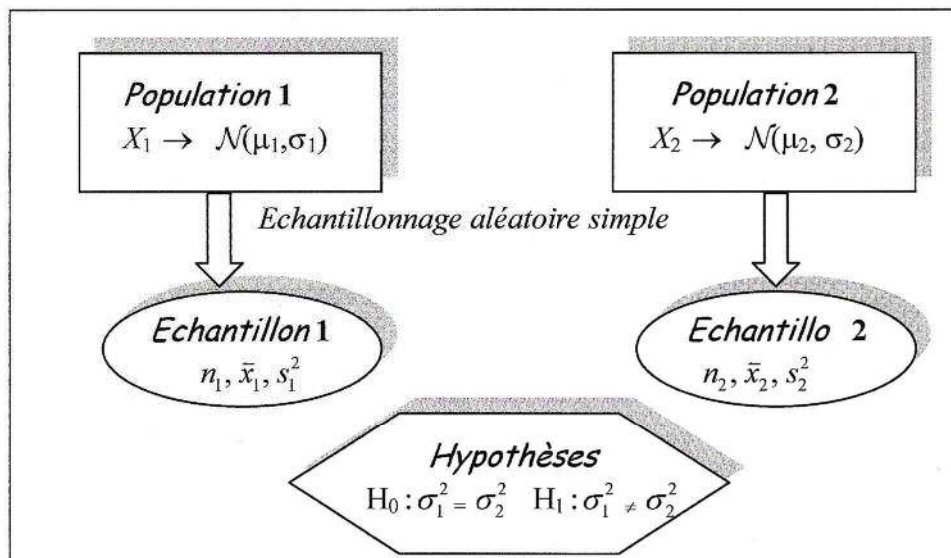 Population 1
X₁ → 𝒩(μ₁,σ₁)
Population 2
X₂ → 𝒩(μ₂, σ₂)
Echantillonnage aléatoire simple
Echantillon 1
n₁, x̄₁, s₁²
Echantillo 2
n₂, x̄₂, s₂²
Hypothèses
H₀ : σ₁² = σ₂² H₁ : σ₁² ≠ σ₂²